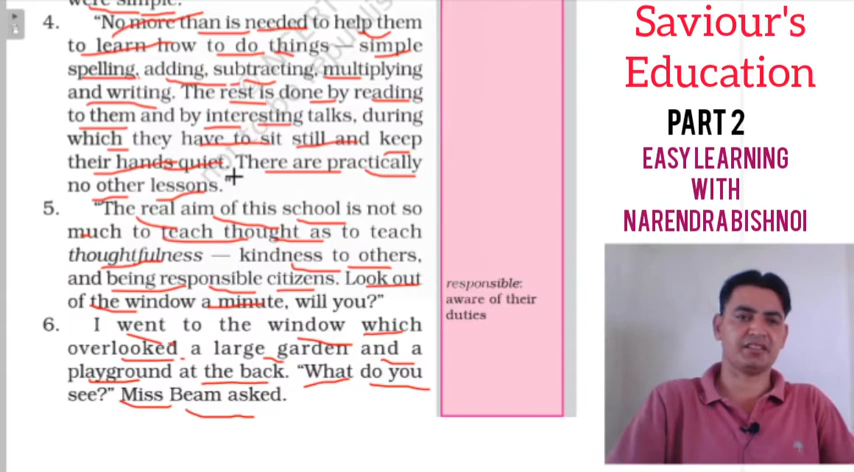 were simple.
4. "No more than is needed to help them
to learn how to do things — simple
spelling, adding, subtracting, multiplying
and writing. The rest is done by reading
to them and by interesting talks, during
which they have to sit still and keep
their hands quiet. There are practically
no other lessons."
5. "The real aim of this school is not so
much to teach thought as to teach
thoughtfulness — kindness to others,
and being responsible citizens. Look out
of the window a minute, will you?"
6. I went to the window which
overlooked a large garden and a
playground at the back. "What do you
see?" Miss Beam asked.
responsible:
aware of their
duties
Saviour's
Education
PART 2
EASY LEARNING
WITH
NARENDRA BISHNOI